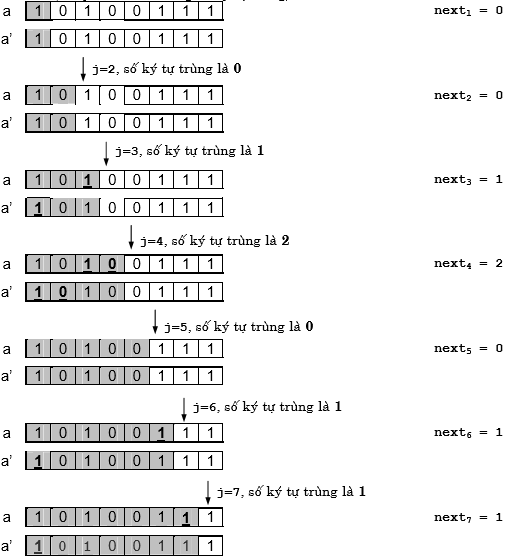 a 1 0 1 0 0 1 1 1 next1 = 0
a' 1 0 1 0 0 1 1 1
j=2, số ký tự trùng là 0
a 1 0 1 0 0 1 1 1 next2 = 0
a' 1 0 1 0 0 1 1 1
j=3, số ký tự trùng là 1
a 1 0 1 0 0 1 1 1 next3 = 1
a' 1 0 1 0 0 1 1 1
j=4, số ký tự trùng là 2
a 1 0 1 0 0 1 1 1 next4 = 2
a' 1 0 1 0 0 1 1 1
j=5, số ký tự trùng là 0
a 1 0 1 0 0 1 1 1 next5 = 0
a' 1 0 1 0 0 1 1 1
j=6, số ký tự trùng là 1
a 1 0 1 0 0 1 1 1 next6 = 1
a' 1 0 1 0 0 1 1 1
j=7, số ký tự trùng là 1
a 1 0 1 0 0 1 1 1 next7 = 1
a' 1 0 1 0 0 1 1 1